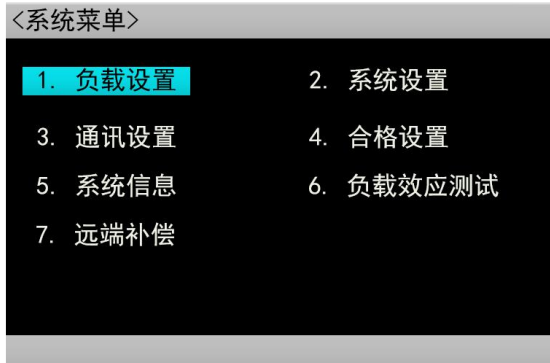 <系统菜单>
1. 负载设置 2. 系统设置
3. 通讯设置 4. 合格设置
5. 系统信息 6. 负载效应测试
7. 远端补偿